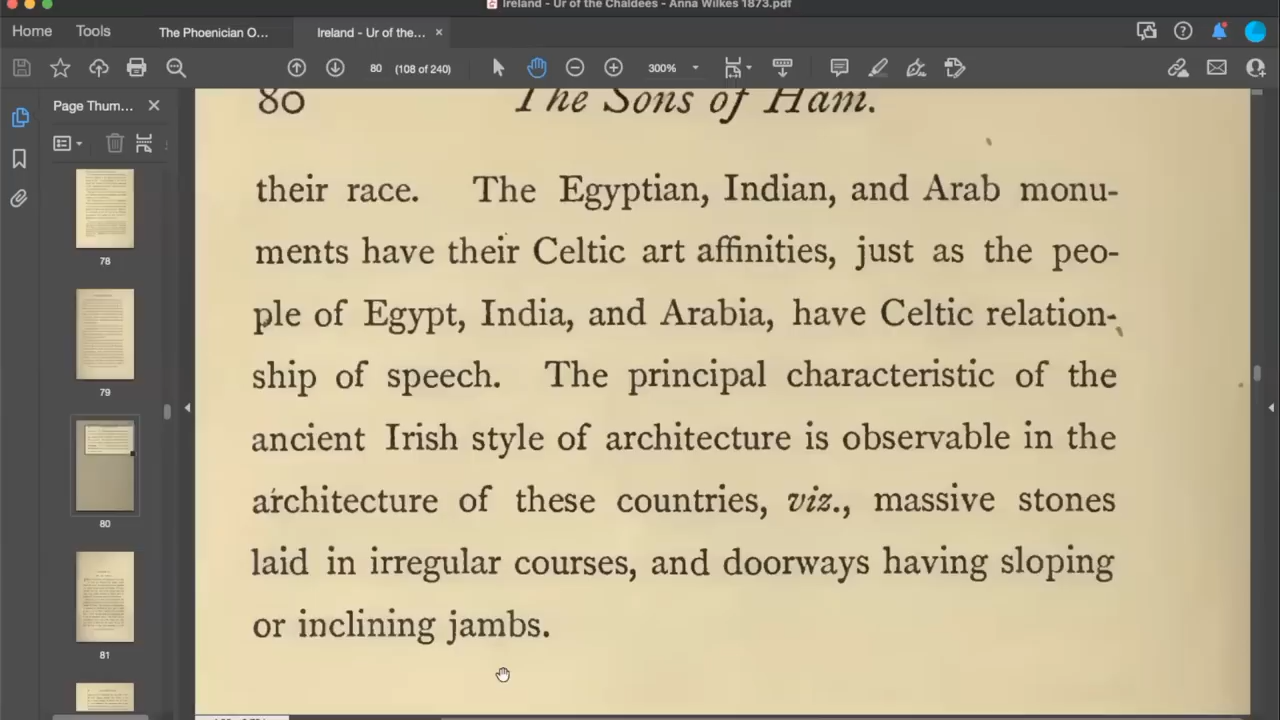 Ireland - Ur of the Chaldees - Anna Wilkes 1873.pdf
Home Tools The Phoenician O... Ireland - Ur of the... ×
80 (108 of 240) 300%
Page Thum...
78
79
80
81
80 The Sons of Ham.
their race. The Egyptian, Indian, and Arab monu-
ments have their Celtic art affinities, just as the peo-
ple of Egypt, India, and Arabia, have Celtic relation-
ship of speech. The principal characteristic of the
ancient Irish style of architecture is observable in the
architecture of these countries, viz., massive stones
laid in irregular courses, and doorways having sloping
or inclining jambs.